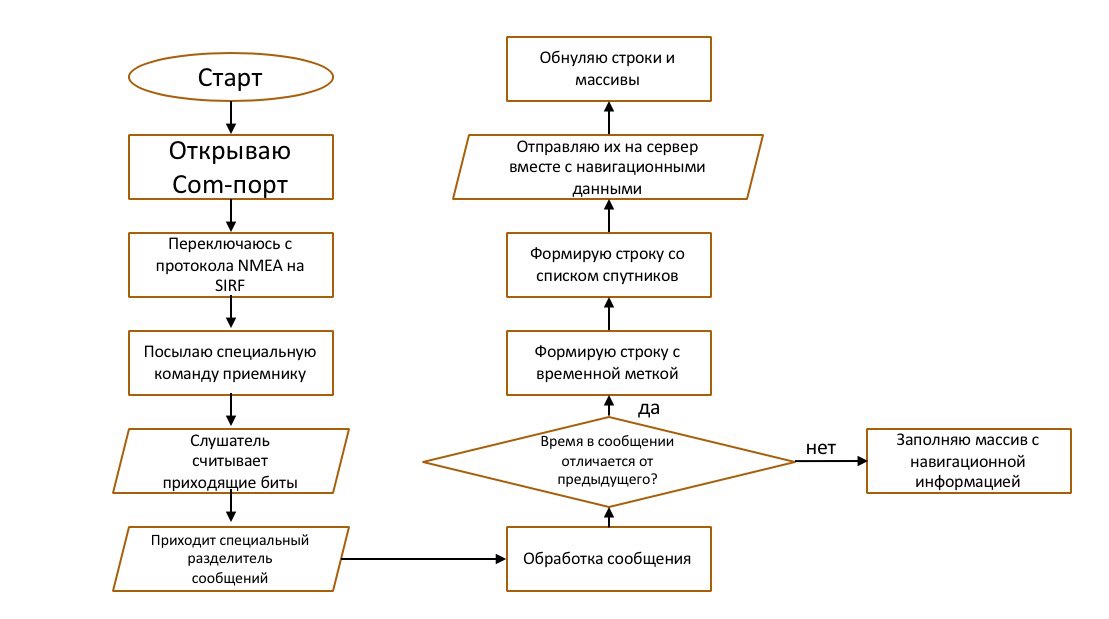 Старт
Открываю
Com-порт
Переключаюсь с
протокола NMEA на
SIRF
Посылаю специальную
команду приемнику
Слушатель
считывает
приходящие биты
Приходит специальный
разделитель
сообщений
Обработка сообщения
Время в сообщении
отличается от
предыдущего?
да
нет
Заполняю массив с
навигационной
информацией
Формирую строку с
временной меткой
Формирую строку со
списком спутников
Отправляю их на сервер
вместе с навигационными
данными
Обнуляю строки и
массивы